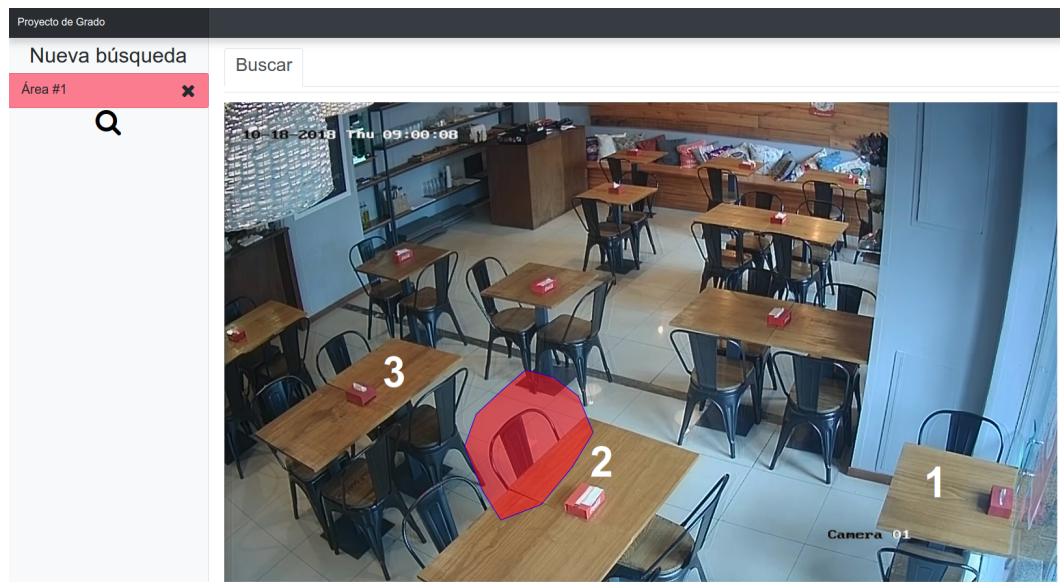 Proyecto de Grado
Nueva búsqueda
Área #1
Buscar
10-18-2018 Thu 09:00:08
3
2
1
Camera 01